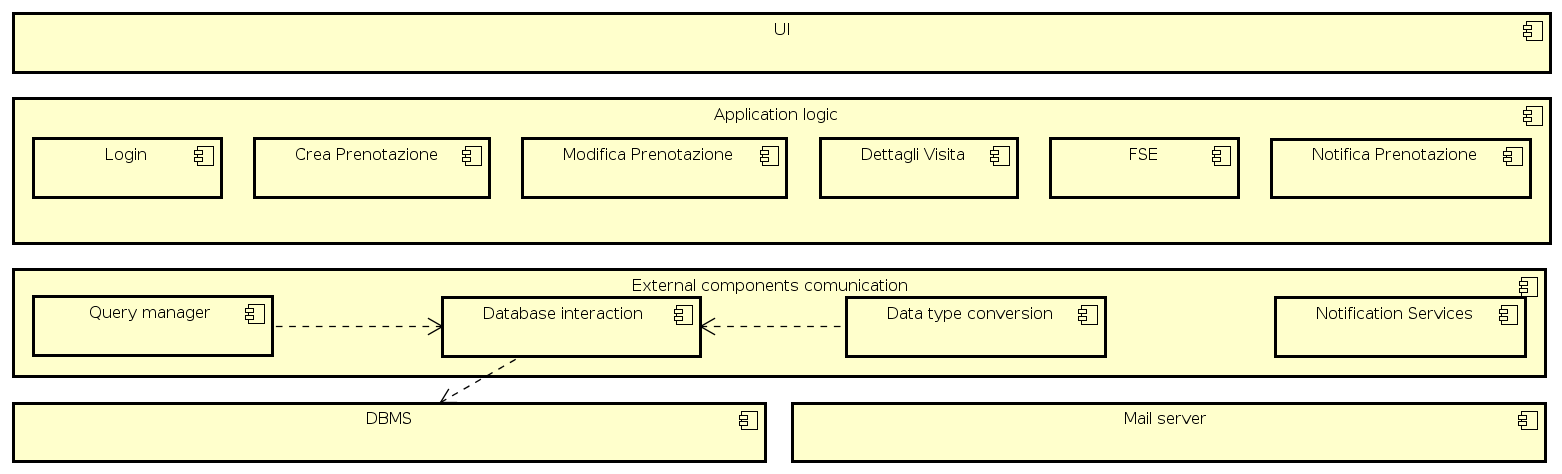 UI
Application logic
Login
Crea Prenotazione
Modifica Prenotazione
Dettagli Visita
FSE
Notifica Prenotazione
External components comunication
Query manager
Database interaction
Data type conversion
Notification Services
DBMS
Mail server